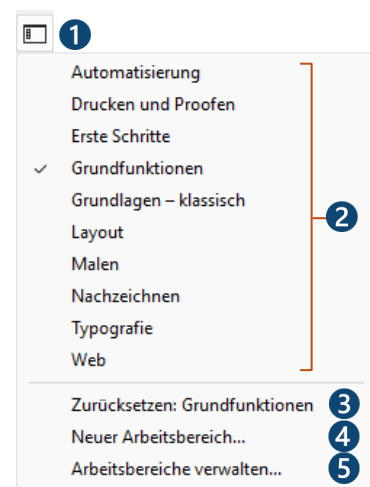 1
Automatisierung
Drucken und Proofen
Erste Schritte
Grundfunktionen
Grundlagen – klassisch
Layout
Malen
Nachzeichnen
Typografie
Web
2
Zurücksetzen: Grundfunktionen 3
Neuer Arbeitsbereich... 4
Arbeitsbereiche verwalten... 5